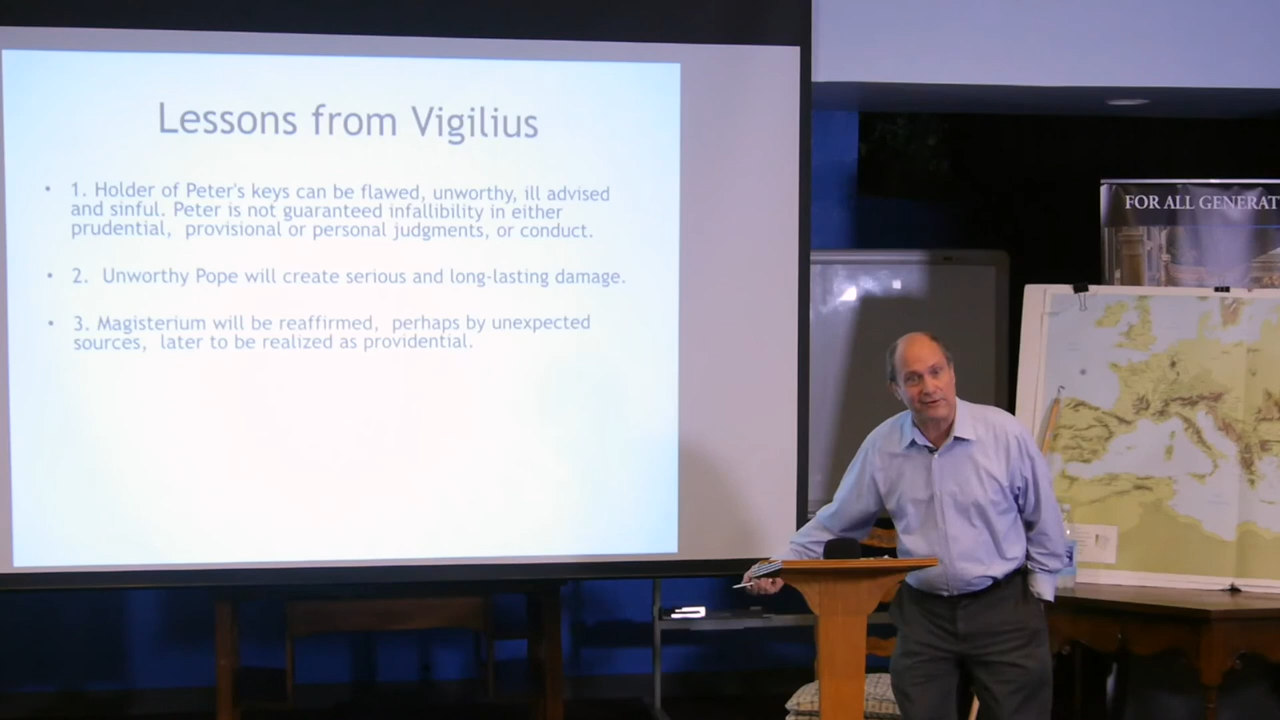 Lessons from Vigilius
• 1. Holder of Peter's keys can be flawed, unworthy, ill advised
and sinful. Peter is not guaranteed infallibility in either
prudential, provisional or personal judgments, or conduct.
• 2. Unworthy Pope will create serious and long-lasting damage.
• 3. Magisterium will be reaffirmed, perhaps by unexpected
sources, later to be realized as providential.
FOR ALL GENERAT